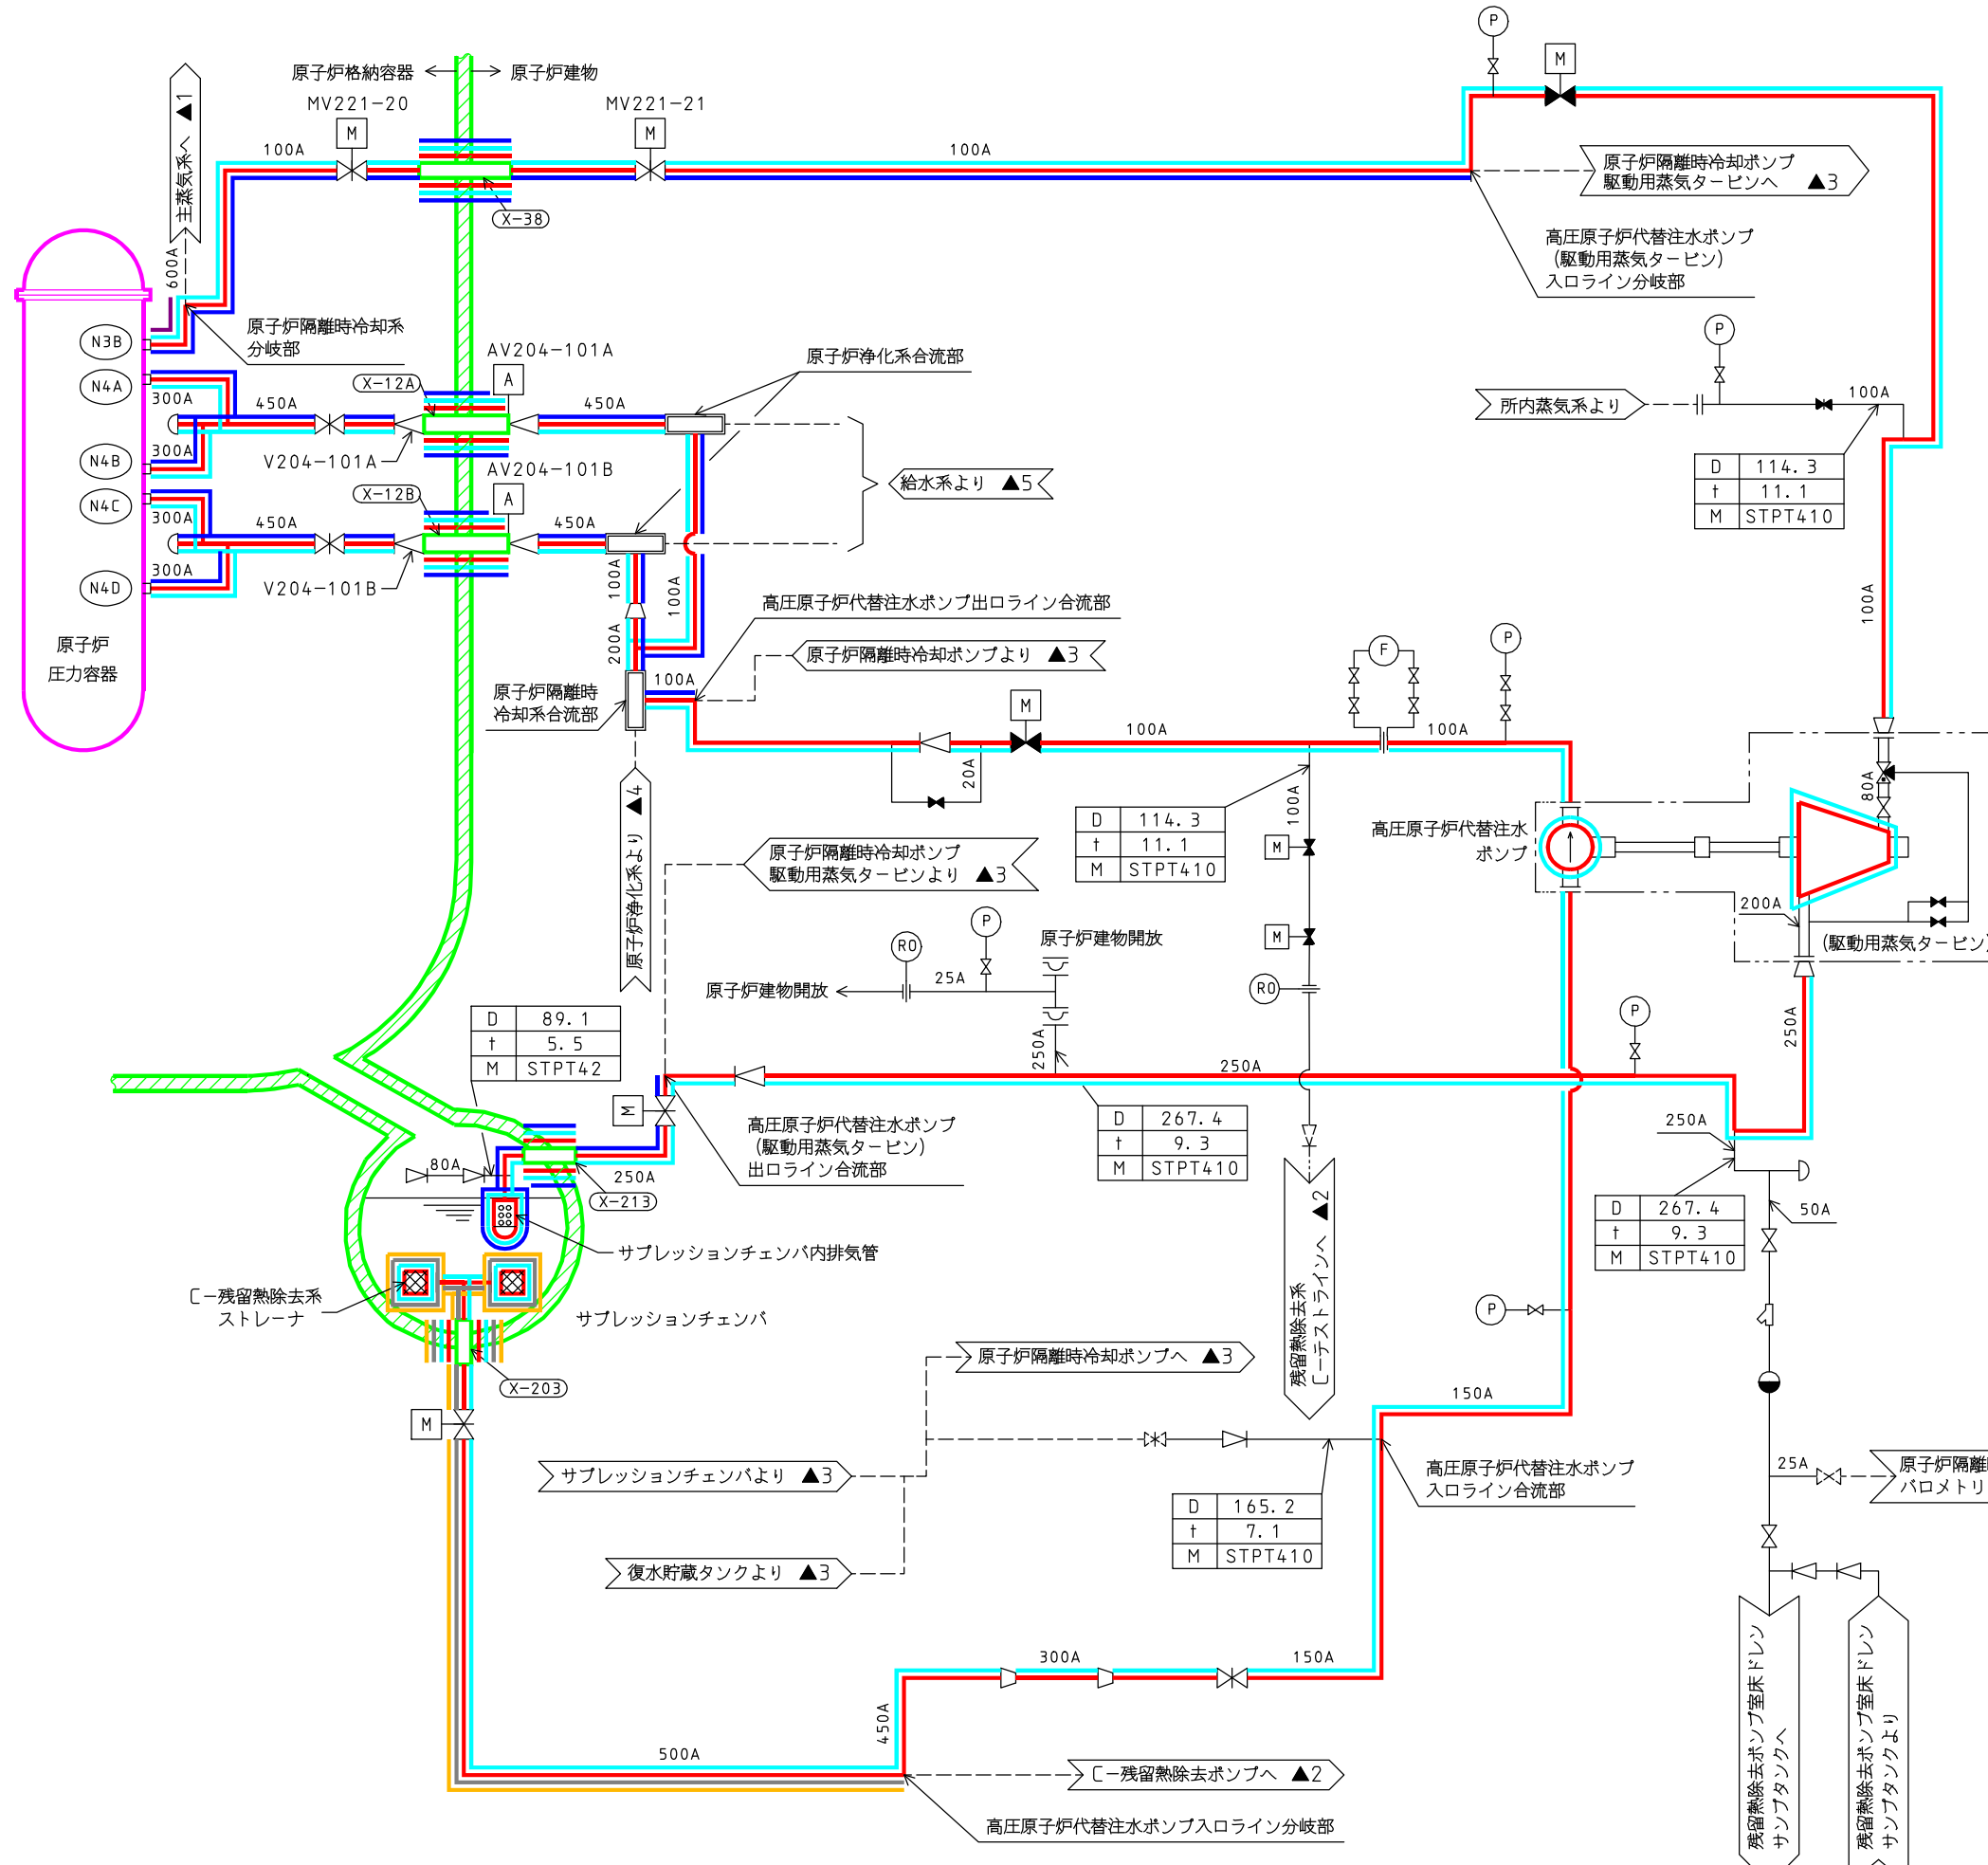 P
M
原子炉格納容器
原子炉建物
MV221-20
MV221-21
M
M
100A
100A
主蒸気系へ ▲1
原子炉隔離時冷却ポンプ
駆動用蒸気タービンへ ▲3
X-38
高圧原子炉代替注水ポンプ
(駆動用蒸気タービン)
入口ライン分岐部
600A
原子炉隔離時冷却系
分岐部
N3B
N4A
N4B
N4C
N4D
300A
300A
300A
300A
原子炉
圧力容器
AV204-101A
A
X-12A
450A
450A
V204-101A
原子炉浄化系合流部
AV204-101B
A
X-12B
450A
450A
V204-101B
給水系より ▲5
P
所内蒸気系より
100A
D 114.3
t 11.1
M STPT410
100A
100A
100A
200A
高圧原子炉代替注水ポンプ出口ライン合流部
原子炉隔離時冷却ポンプより ▲3
100A
原子炉隔離時
冷却系合流部
原子炉浄化系より ▲4
M
20A
100A
F
P
100A
D 114.3
t 11.1
M STPT410
100A
M
M
RO
高圧原子炉代替注水
ポンプ
80A
200A
(駆動用蒸気タービン)
原子炉隔離時冷却ポンプ
駆動用蒸気タービンより ▲3
RO
P
原子炉建物開放
原子炉建物開放
25A
250A
D 89.1
t 5.5
M STPT42
250A
P
250A
M
高圧原子炉代替注水ポンプ
(駆動用蒸気タービン)
出口ライン合流部
D 267.4
t 9.3
M STPT410
80A
250A
X-213
250A
D 267.4
t 9.3
M STPT410
50A
サプレッションチェンバ内排気管
C-残留熱除去系
ストレーナ
サプレッションチェンバ
X-203
M
残留熱除去系
C-テストラインへ ▲2
P
原子炉隔離時冷却ポンプへ ▲3
150A
サプレッションチェンバより ▲3
高圧原子炉代替注水ポンプ
入口ライン合流部
D 165.2
t 7.1
M STPT410
復水貯蔵タンクより ▲3
25A
原子炉隔離
バロメトリ
300A
150A
450A
500A
C-残留熱除去ポンプへ ▲2
高圧原子炉代替注水ポンプ入口ライン分岐部
残留熱除去ポンプ室床ドレン
サンプタンクへ
残留熱除去ポンプ室床ドレン
サンプタンクより